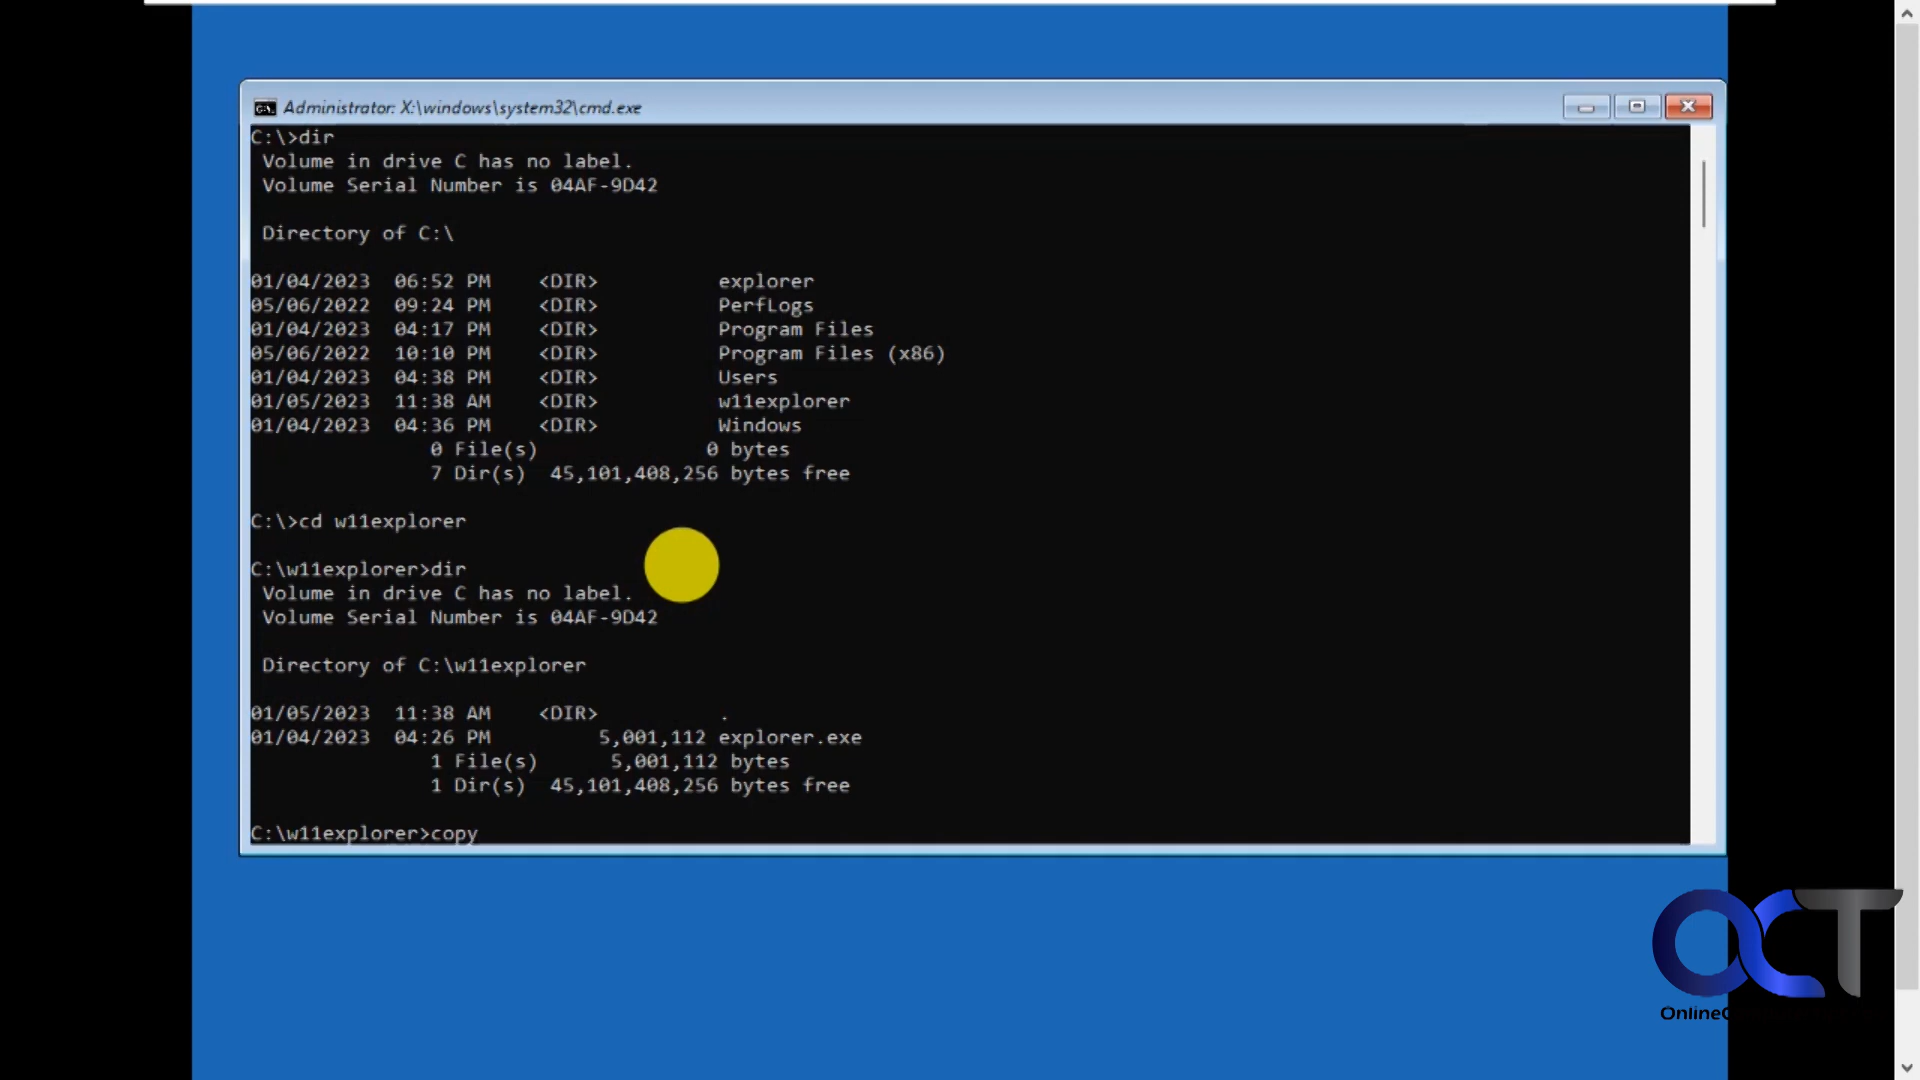 Administrator: X:\windows\system32\cmd.exe
C:\>dir
Volume in drive C has no label.
Volume Serial Number is 04AF-9D42
Directory of C:\
01/04/2023 06:52 PM <DIR> explorer
05/06/2022 09:24 PM <DIR> PerfLogs
01/04/2023 04:17 PM <DIR> Program Files
05/06/2022 10:10 PM <DIR> Program Files (x86)
01/04/2023 04:38 PM <DIR> Users
01/05/2023 11:38 AM <DIR> w11explorer
01/04/2023 04:36 PM <DIR> Windows
0 File(s) 0 bytes
7 Dir(s) 45,101,408,256 bytes free
C:\>cd w11explorer
C:\w11explorer>dir
Volume in drive C has no label.
Volume Serial Number is 04AF-9D42
Directory of C:\w11explorer
01/05/2023 11:38 AM <DIR> .
01/04/2023 04:26 PM 5,001,112 explorer.exe
1 File(s) 5,001,112 bytes
1 Dir(s) 45,101,408,256 bytes free
C:\w11explorer>copy
OCT